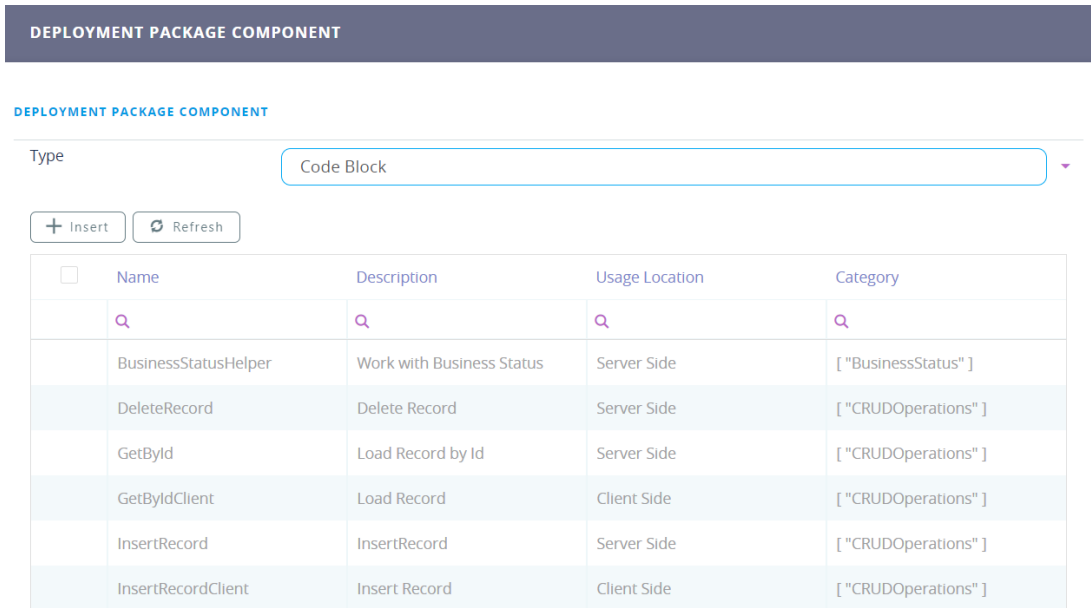 DEPLOYMENT PACKAGE COMPONENT
DEPLOYMENT PACKAGE COMPONENT
Type
Code Block
Insert Refresh
Name Description Usage Location Category
BusinessStatusHelper Work with Business Status Server Side [ "BusinessStatus" ]
DeleteRecord Delete Record Server Side [ "CRUDOperations" ]
GetById Load Record by Id Server Side [ "CRUDOperations" ]
GetByIdClient Load Record Client Side [ "CRUDOperations" ]
InsertRecord InsertRecord Server Side [ "CRUDOperations" ]
InsertRecordClient Insert Record Client Side [ "CRUDOperations" ]